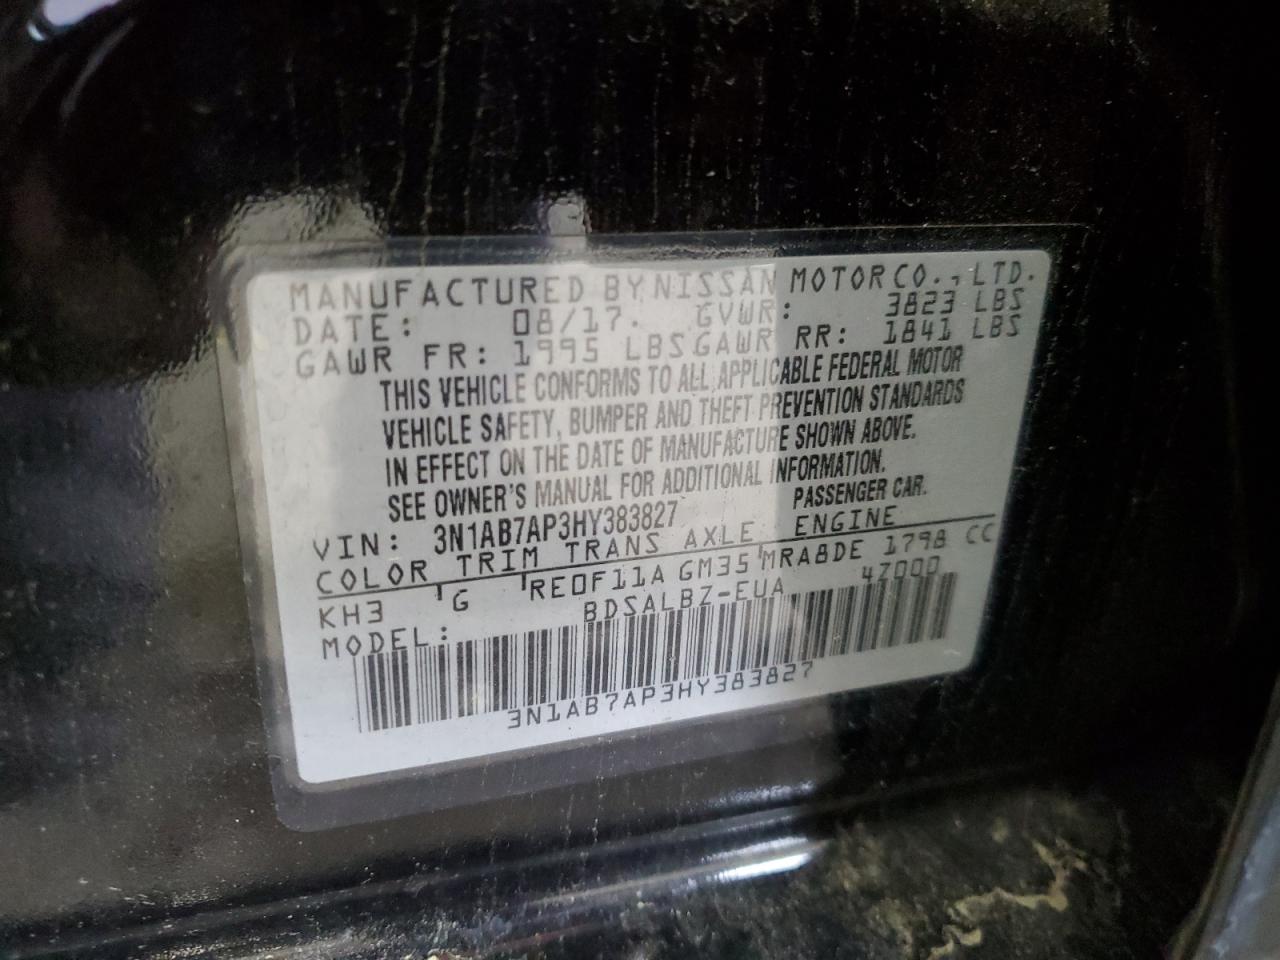 MANUFACTURED BY NISSAN MOTOR CO., LTD.
DATE: 08/17. GVWR: 3823 LBS
GAWR FR: 1995 LBS GAWR RR: 1841 LBS
THIS VEHICLE CONFORMS TO ALL APPLICABLE FEDERAL MOTOR
VEHICLE SAFETY, BUMPER AND THEFT PREVENTION STANDARDS
IN EFFECT ON THE DATE OF MANUFACTURE SHOWN ABOVE.
SEE OWNER'S MANUAL FOR ADDITIONAL INFORMATION.
VIN: 3N1AB7AP3HY383827 PASSENGER CAR.
COLOR TRIM TRANS AXLE ENGINE
KH3 G RE0F11A GM35 MRA8DE 1798 CC
MODEL: BDSALBZ-EUA 47000
3N1AB7AP3HY383827